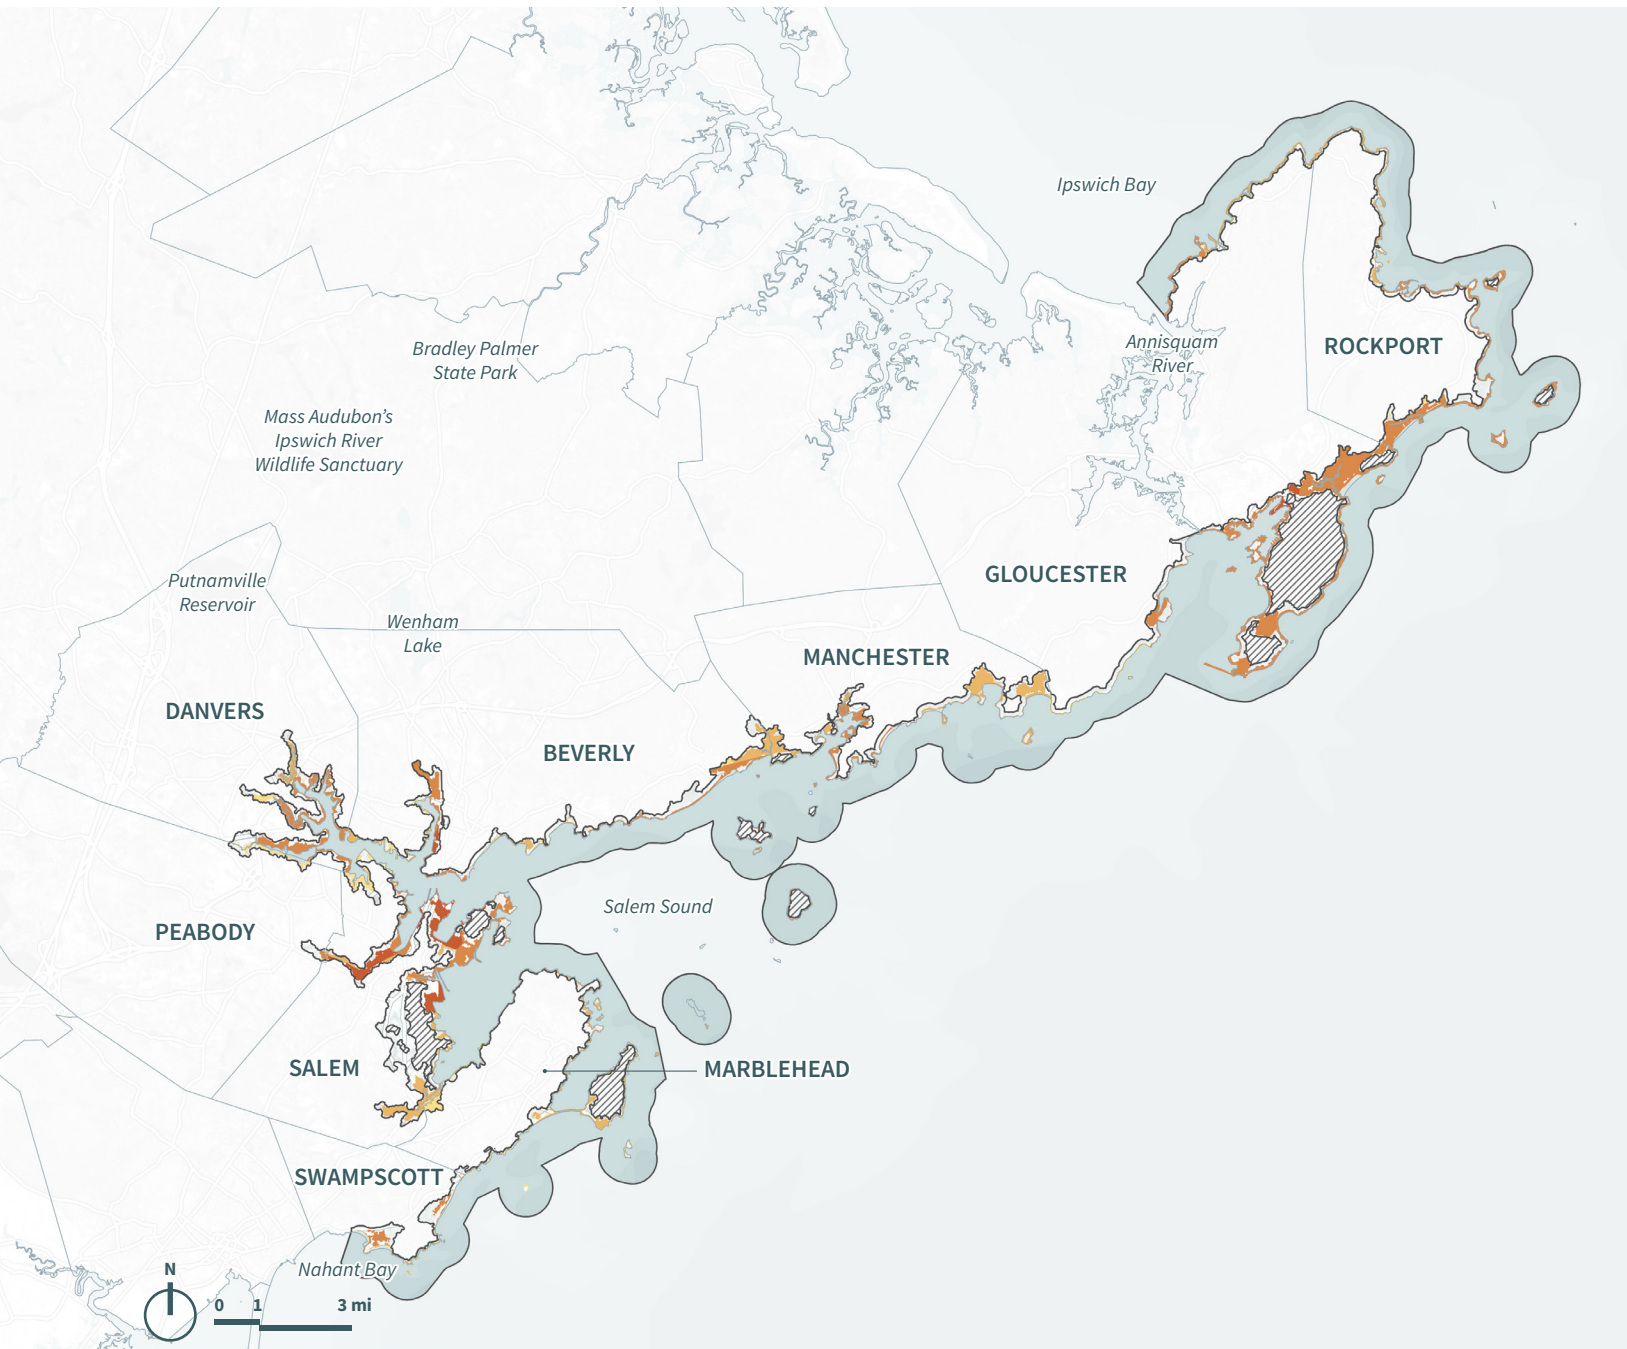 Ipswich Bay
Annisquam
River
ROCKPORT
Bradley Palmer
State Park
Mass Audubon’s
Ipswich River
Wildlife Sanctuary
GLOUCESTER
Putnamville
Reservoir
Wenham
Lake
MANCHESTER
DANVERS
BEVERLY
Salem Sound
PEABODY
SALEM
MARBLEHEAD
SWAMPSCOTT
Nahant Bay
N
0 1 3 mi